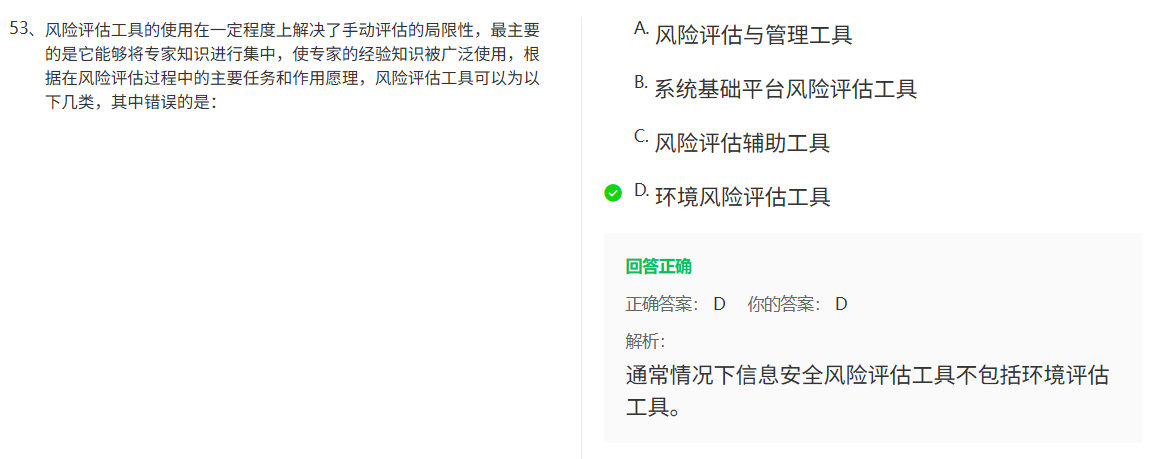 53、风险评估工具的使用在一定程度上解决了手动评估的局限性，最主要
的是它能够将专家知识进行集中，使专家的经验知识被广泛使用，根
据在风险评估过程中的主要任务和作用愿理，风险评估工具可以为以
下几类，其中错误的是：
A. 风险评估与管理工具
B. 系统基础平台风险评估工具
C. 风险评估辅助工具
D. 环境风险评估工具
回答正确
正确答案： D 你的答案： D
解析：
通常情况下信息安全风险评估工具不包括环境评估
工具。